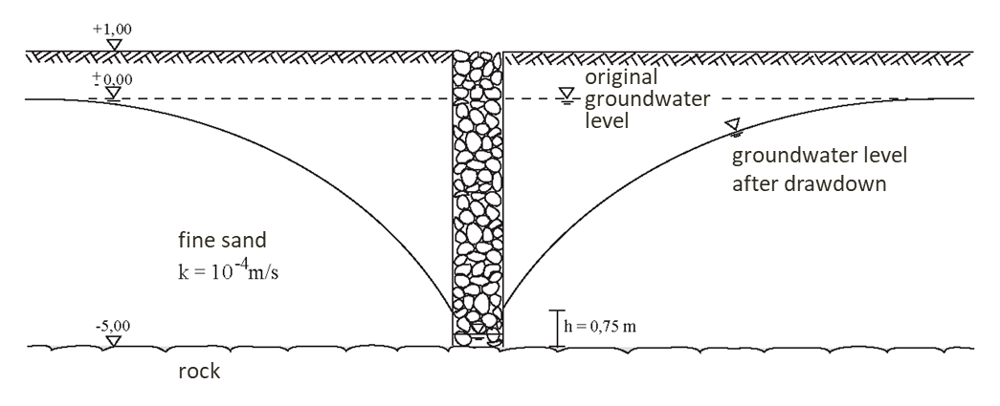 +1,00
±0,00
original
groundwater
level
groundwater level
after drawdown
fine sand
k = 10⁻⁴m/s
-5,00
h = 0,75 m
rock